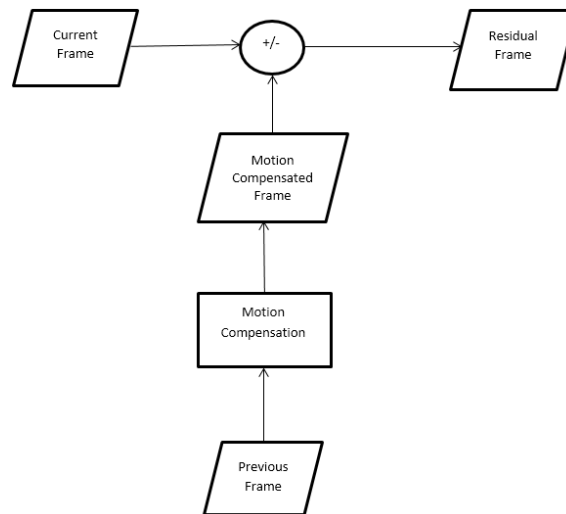 Current
Frame
+/-
Residual
Frame
Motion
Compensated
Frame
Motion
Compensation
Previous
Frame